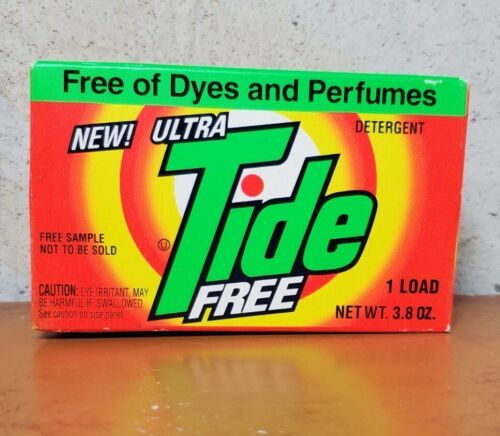 Free of Dyes and Perfumes
NEW! ULTRA
DETERGENT
Tide
FREE
FREE SAMPLE
NOT TO BE SOLD
U
CAUTION: EYE IRRITANT, MAY
BE HARMFUL IF SWALLOWED.
See caution on side panel.
1 LOAD
NET WT. 3.8 OZ.